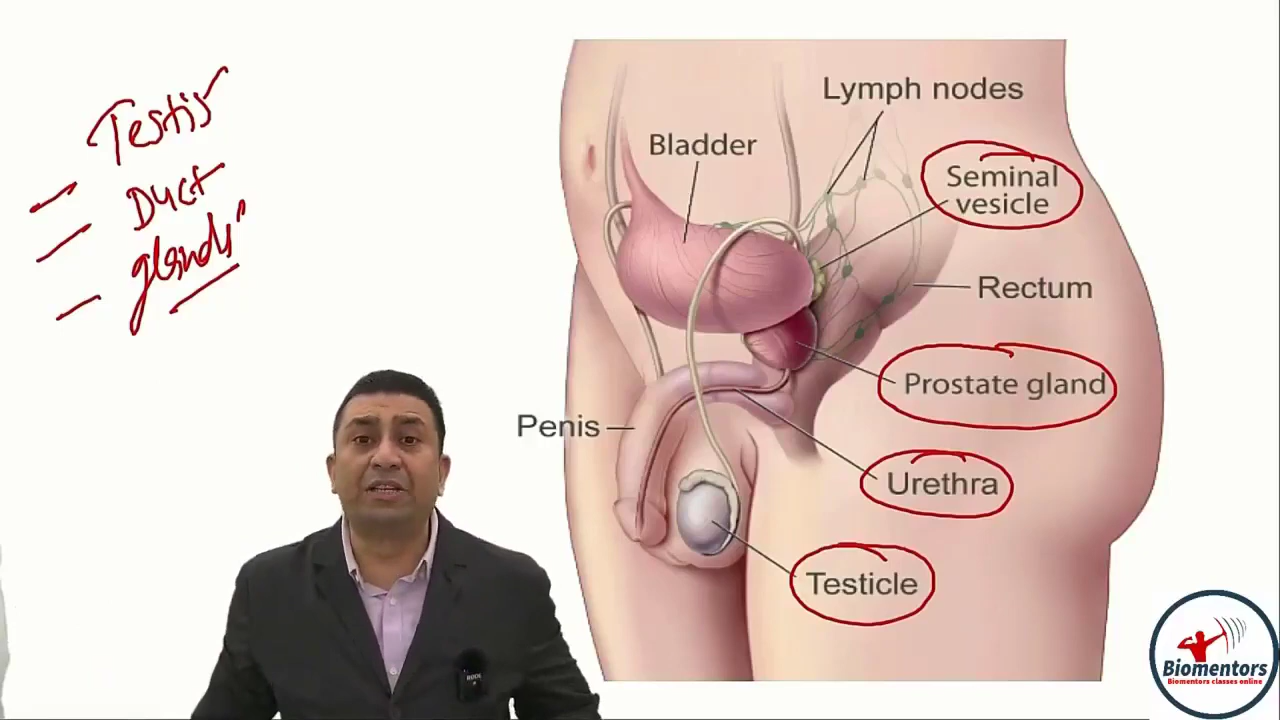 Testis
Duct
glands
Lymph nodes
Bladder
Seminal
vesicle
Rectum
Prostate gland
Penis
Urethra
Testicle
Biomentors
Biomentors classes online